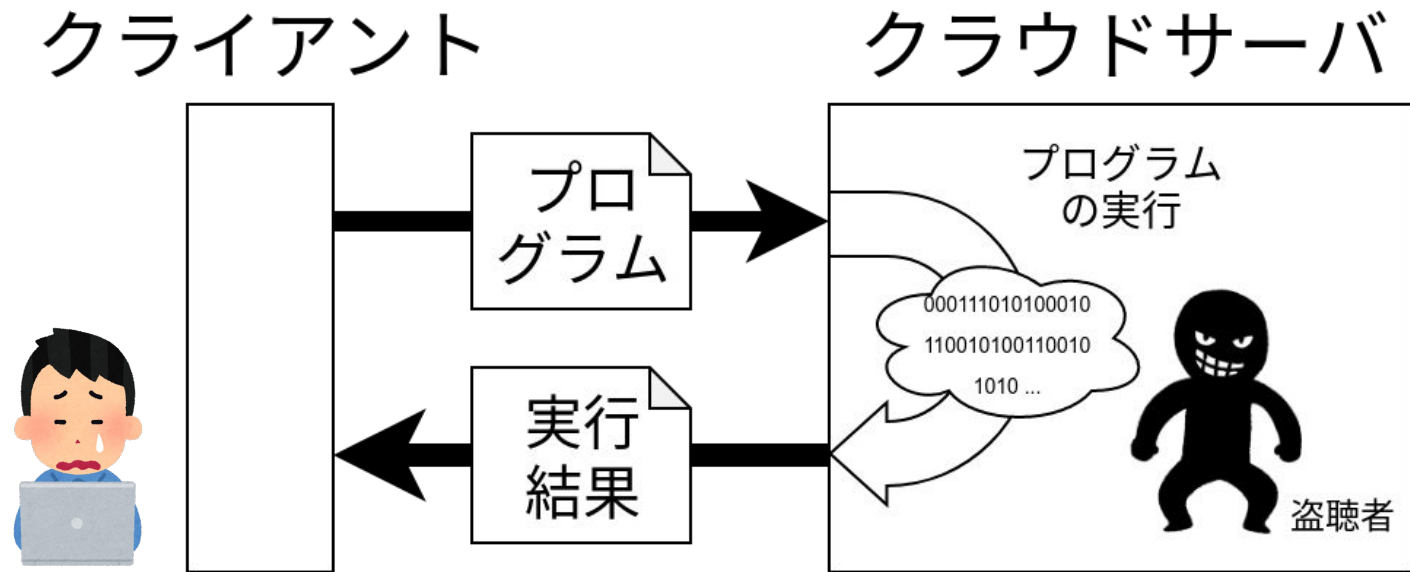 クライアント
クラウドサーバ
プロ
グラム
プログラム
の実行
000111010100010
110010100110010
1010 ...
実行
結果
盗聴者